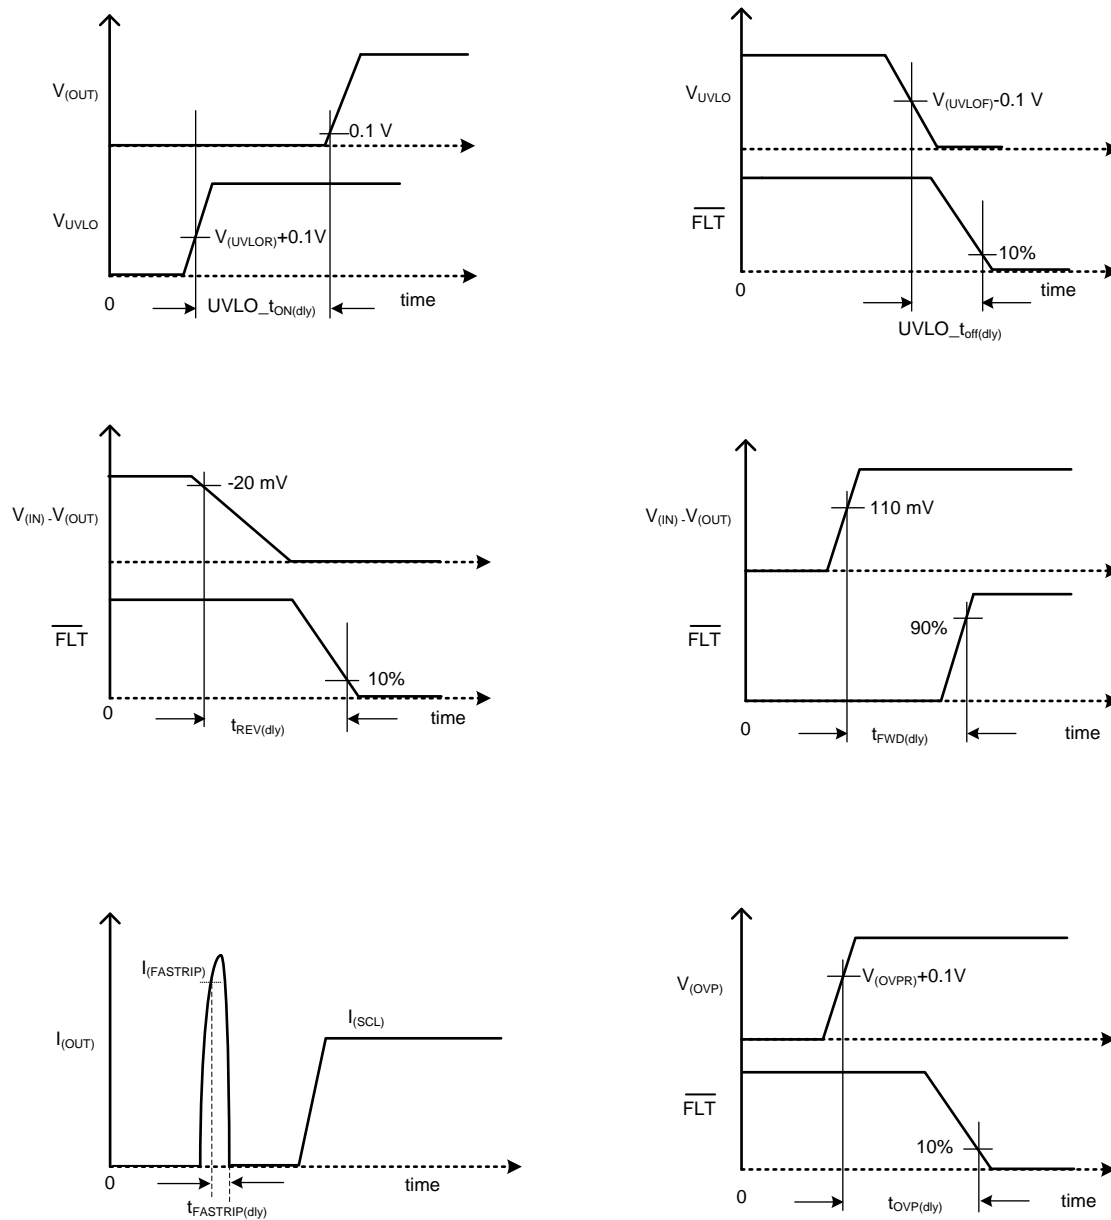 V(OUT)
0.1 V
VUVLO
V(UVLOR)+0.1V
0
UVLO_tON(dly)
time
VUVLO
V(UVLOF)-0.1 V
FLT
10%
0
time
UVLO_toff(dly)
V(IN) -V(OUT)
-20 mV
FLT
10%
0
tREV(dly)
time
V(IN) -V(OUT)
110 mV
FLT
90%
0
tFWD(dly)
time
I(FASTRIP)
I(OUT)
I(SCL)
0
time
tFASTRIP(dly)
V(OVP)
V(OVPR)+0.1V
FLT
10%
0
tOVP(dly)
time